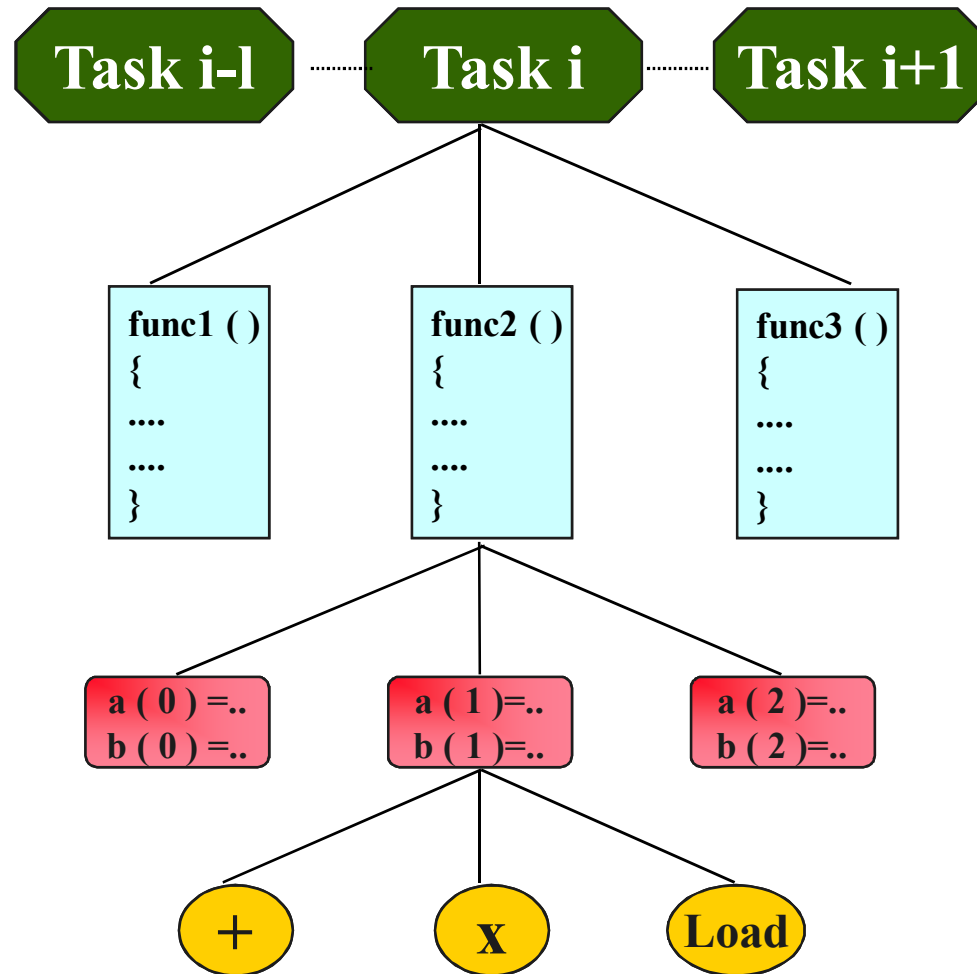 Task i-l
Task i
Task i+1
func1 ( )
{
....
....
}
func2 ( )
{
....
....
}
func3 ( )
{
....
....
}
a ( 0 ) =..
b ( 0 ) =..
a ( 1 )=..
b ( 1 )=..
a ( 2 )=..
b ( 2 )=..
+
x
Load